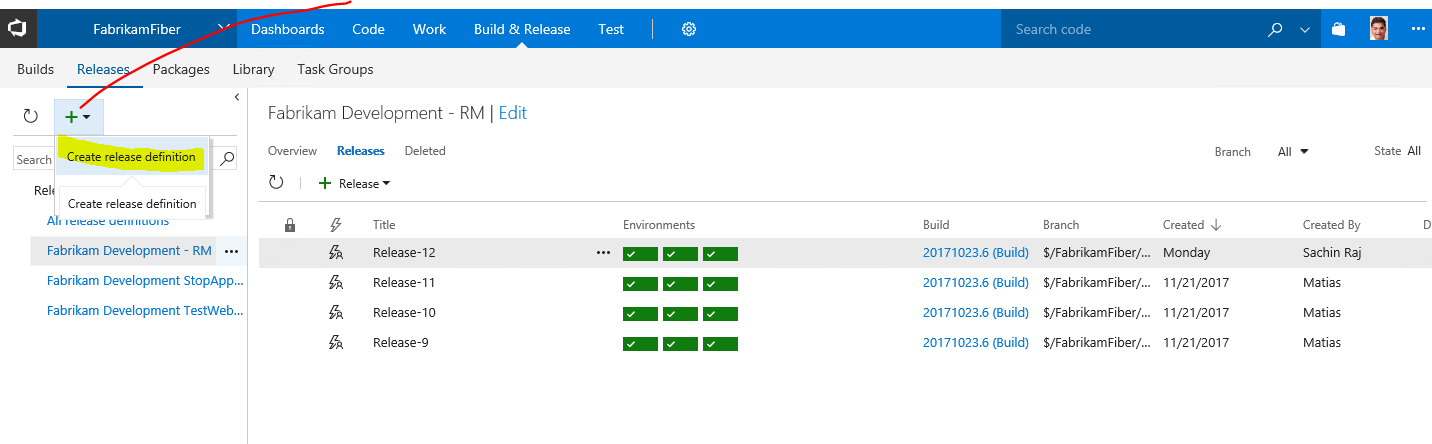 FabrikamFiber Dashboards Code Work Build & Release Test Search code
Builds Releases Packages Library Task Groups
Fabrikam Development - RM | Edit
Create release definition
Search
Create release definition
Rele
All release definitions
Fabrikam Development - RM ...
Fabrikam Development StopApp...
Fabrikam Development TestWeb...
Overview Releases Deleted Branch All State All
Release
Title Environments Build Branch Created Created By D
Release-12 ... 20171023.6 (Build) $/FabrikamFiber/... Monday Sachin Raj
Release-11 20171023.6 (Build) $/FabrikamFiber/... 11/21/2017 Matias
Release-10 20171023.6 (Build) $/FabrikamFiber/... 11/21/2017 Matias
Release-9 20171023.6 (Build) $/FabrikamFiber/... 11/21/2017 Matias